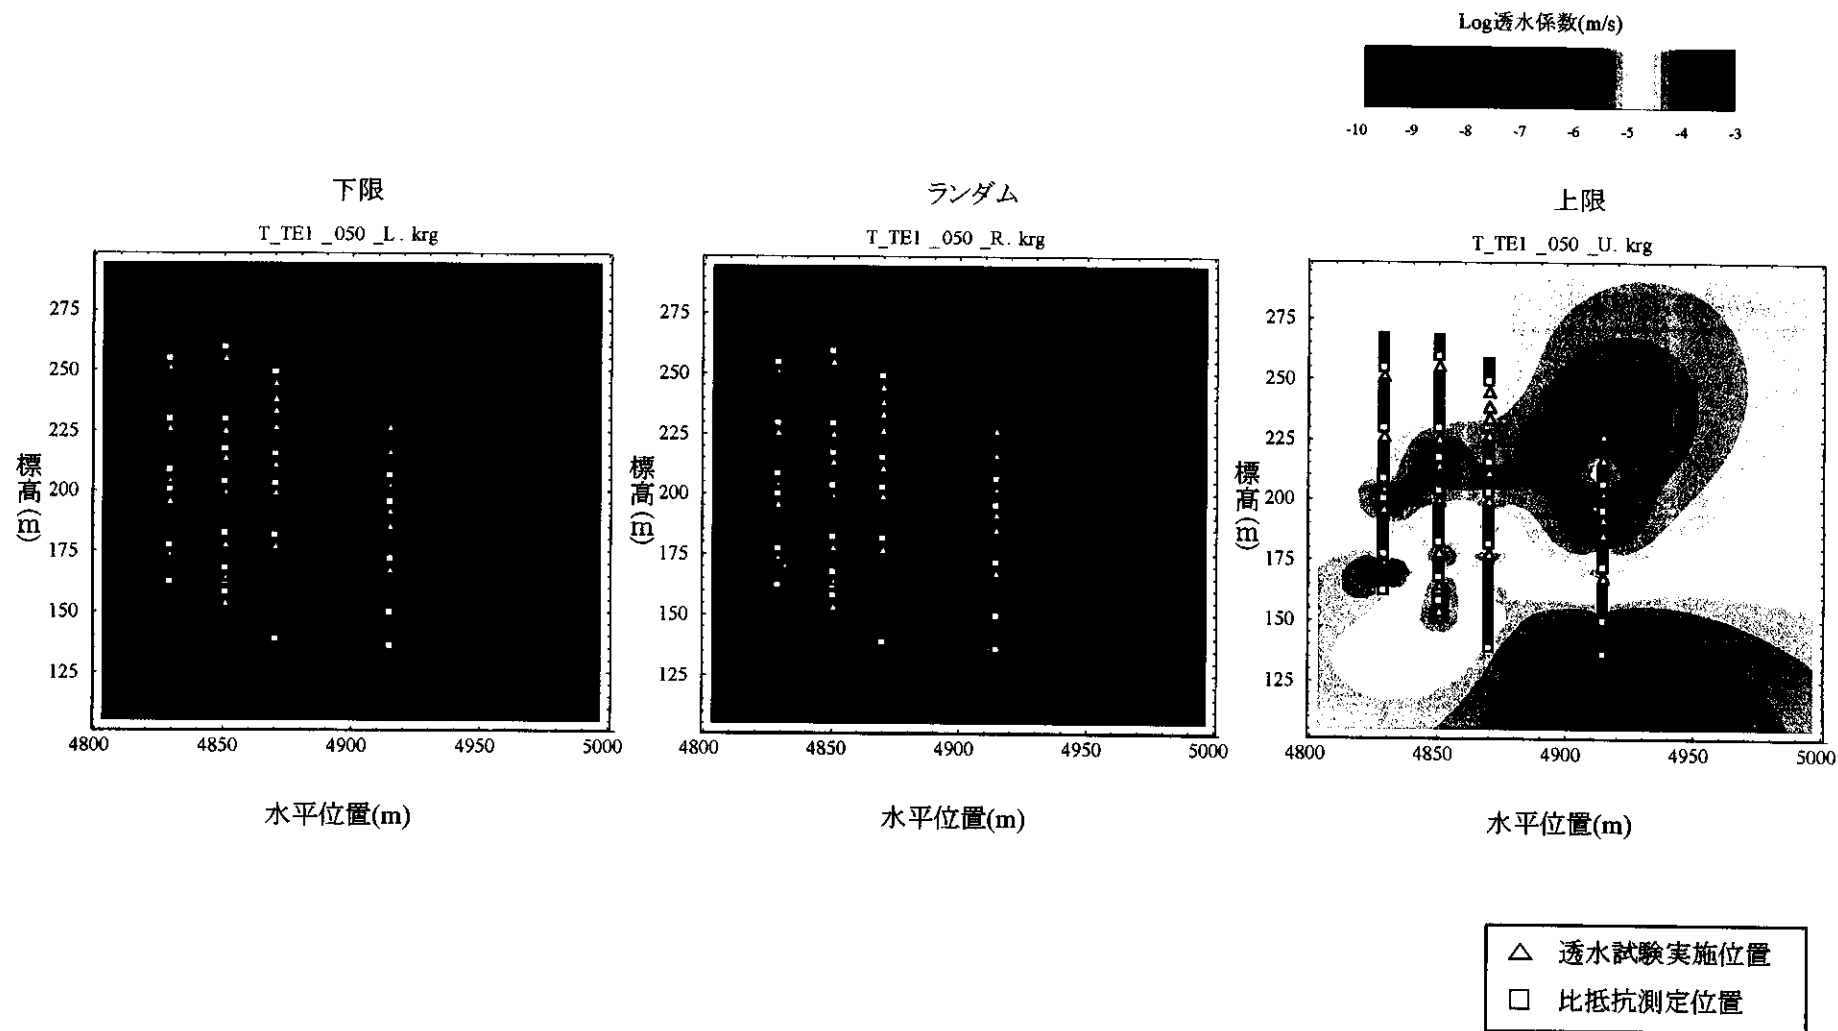 Log透水係数(m/s)
-10 -9 -8 -7 -6 -5 -4 -3
下限
T_TE1 _050 _L. krg
275
250
225
200
175
150
125
標高(m)
4800 4850 4900 4950 5000
水平位置(m)
ランダム
T_TE1 _050 _R. krg
275
250
225
200
175
150
125
標高(m)
4800 4850 4900 4950 5000
水平位置(m)
上限
T_TE1 _050 _U. krg
275
250
225
200
175
150
125
標高(m)
4800 4850 4900 4950 5000
水平位置(m)
△ 透水試験実施位置
□ 比抵抗測定位置